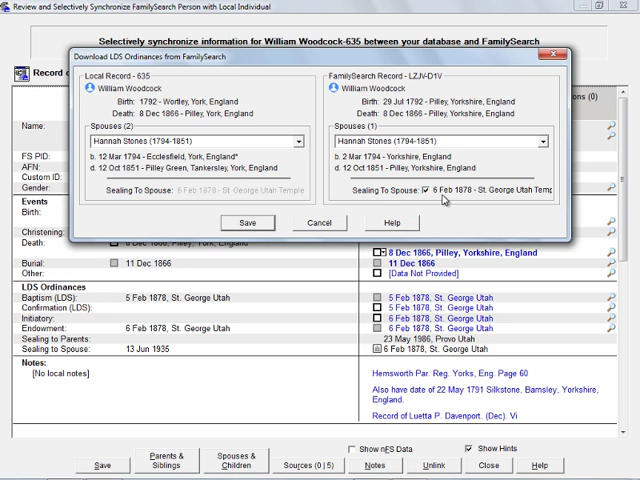 Review and Selectively Synchronize FamilySearch Person with Local Individual
Selectively synchronize information for William Woodcock-635 between your database and FamilySearch
Download LDS Ordinances from FamilySearch
Record o
ons (0)
Local Record - 635
William Woodcock
Birth: 1792 - Wortley, York, England
Death: 8 Dec 1866 - Pilley, York, England
Spouses (2)
Hannah Stones (1794-1851)
b. 12 Mar 1794 - Ecclesfield, York, England*
d. 12 Oct 1851 - Pilley Green, Tankersley, York, England
Sealing To Spouse: 6 Feb 1878 - St. George Utah Temple
FamilySearch Record - LZJV-D1V
William Woodcock
Birth: 29 Jul 1792 - Pilley, Yorkshire, England
Death: 8 Dec 1866 - Pilley, Yorkshire, England
Spouses (1)
Hannah Stones (1794-1851)
b. 2 Mar 1794 - Yorkshire, England
d. 12 Oct 1851 - Pilley, Yorkshire, England
Sealing To Spouse: 6 Feb 1878 - St. George Utah Temp
Save Cancel Help
Name:
FS PID:
AFN:
Custom ID:
Gender:
Events
Birth:
Christening:
Death: 8 Dec 1866, Pilley, Yorkshire, England
Burial: 11 Dec 1866 11 Dec 1866
Other: [Data Not Provided]
LDS Ordinances
Baptism (LDS): 5 Feb 1878, St. George Utah 5 Feb 1878, St. George Utah
Confirmation (LDS): 5 Feb 1878, St. George Utah
Initiatory: 6 Feb 1878, St. George Utah
Endowment: 6 Feb 1878, St. George Utah 6 Feb 1878, St. George Utah
Sealing to Parents: 23 May 1986, Provo Utah
Sealing to Spouse: 13 Jun 1935 6 Feb 1878, St. George Utah
Notes:
[No local notes]
Hemsworth Par. Reg. Yorks, Eng. Page 60
Also have date of 22 May 1791 Silkstone, Barnsley, Yorkshire,
England.
Record of Luetta P. Davenport. (Dec). Vi
Show nFS Data Show Hints
Save Parents & Siblings Spouses & Children Sources (0 | 5) Notes Unlink Close Help